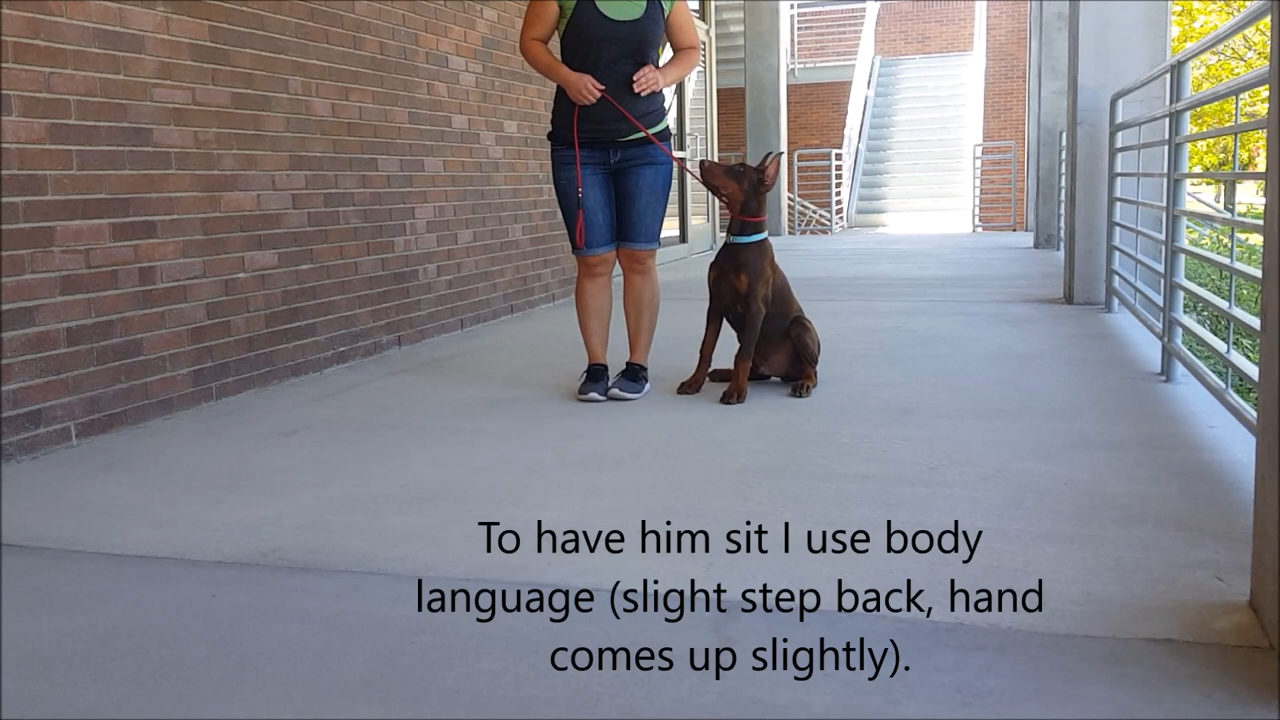 To have him sit I use body
language (slight step back, hand
comes up slightly).